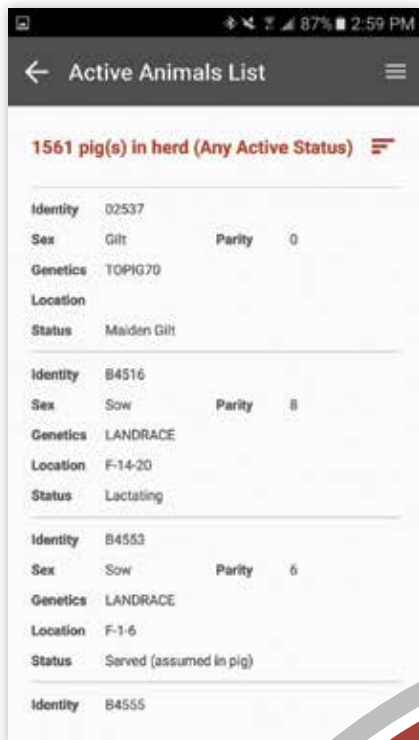 87% 2:59 PM
Active Animals List
1561 pig(s) in herd (Any Active Status)
Identity 02537
Sex Gilt Parity 0
Genetics TOPIG70
Location
Status Maiden Gilt
Identity B4516
Sex Sow Parity 8
Genetics LANDRACE
Location F-14-20
Status Lactating
Identity B4553
Sex Sow Parity 6
Genetics LANDRACE
Location F-1-6
Status Served (assumed in pig)
Identity B4555